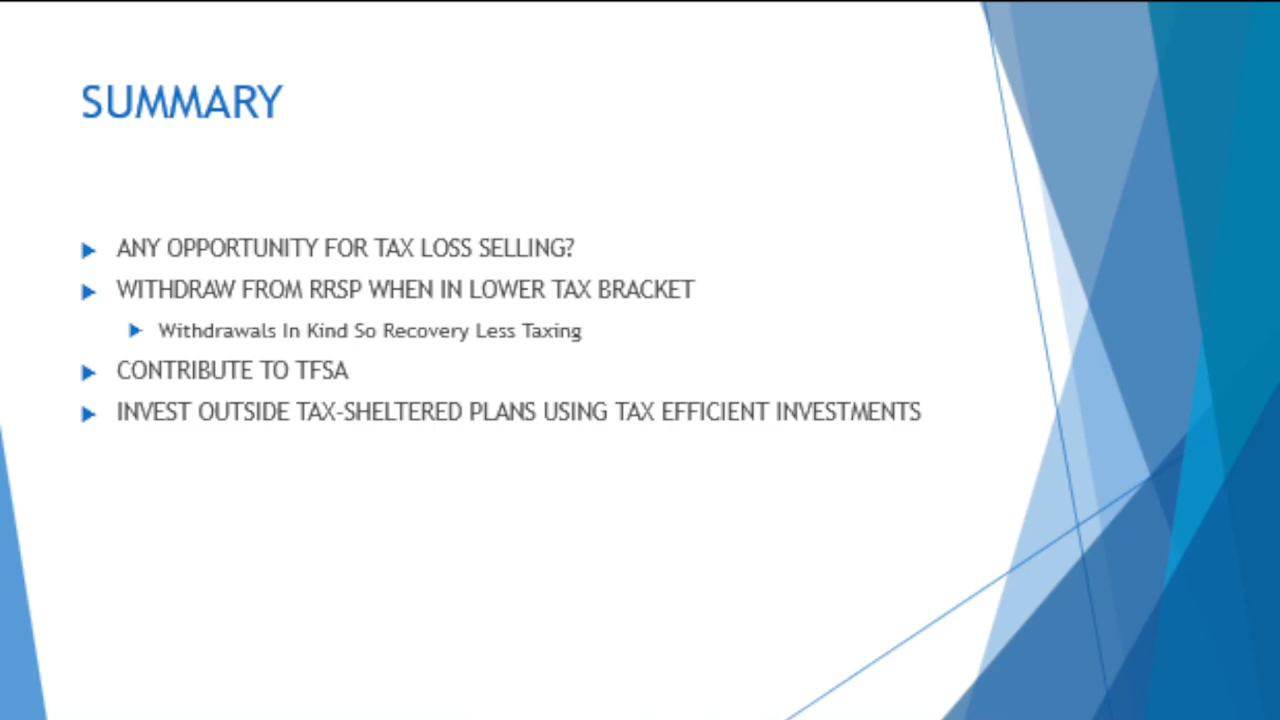 SUMMARY
ANY OPPORTUNITY FOR TAX LOSS SELLING?
WITHDRAW FROM RRSP WHEN IN LOWER TAX BRACKET
Withdrawals In Kind So Recovery Less Taxing
CONTRIBUTE TO TFSA
INVEST OUTSIDE TAX-SHELTERED PLANS USING TAX EFFICIENT INVESTMENTS